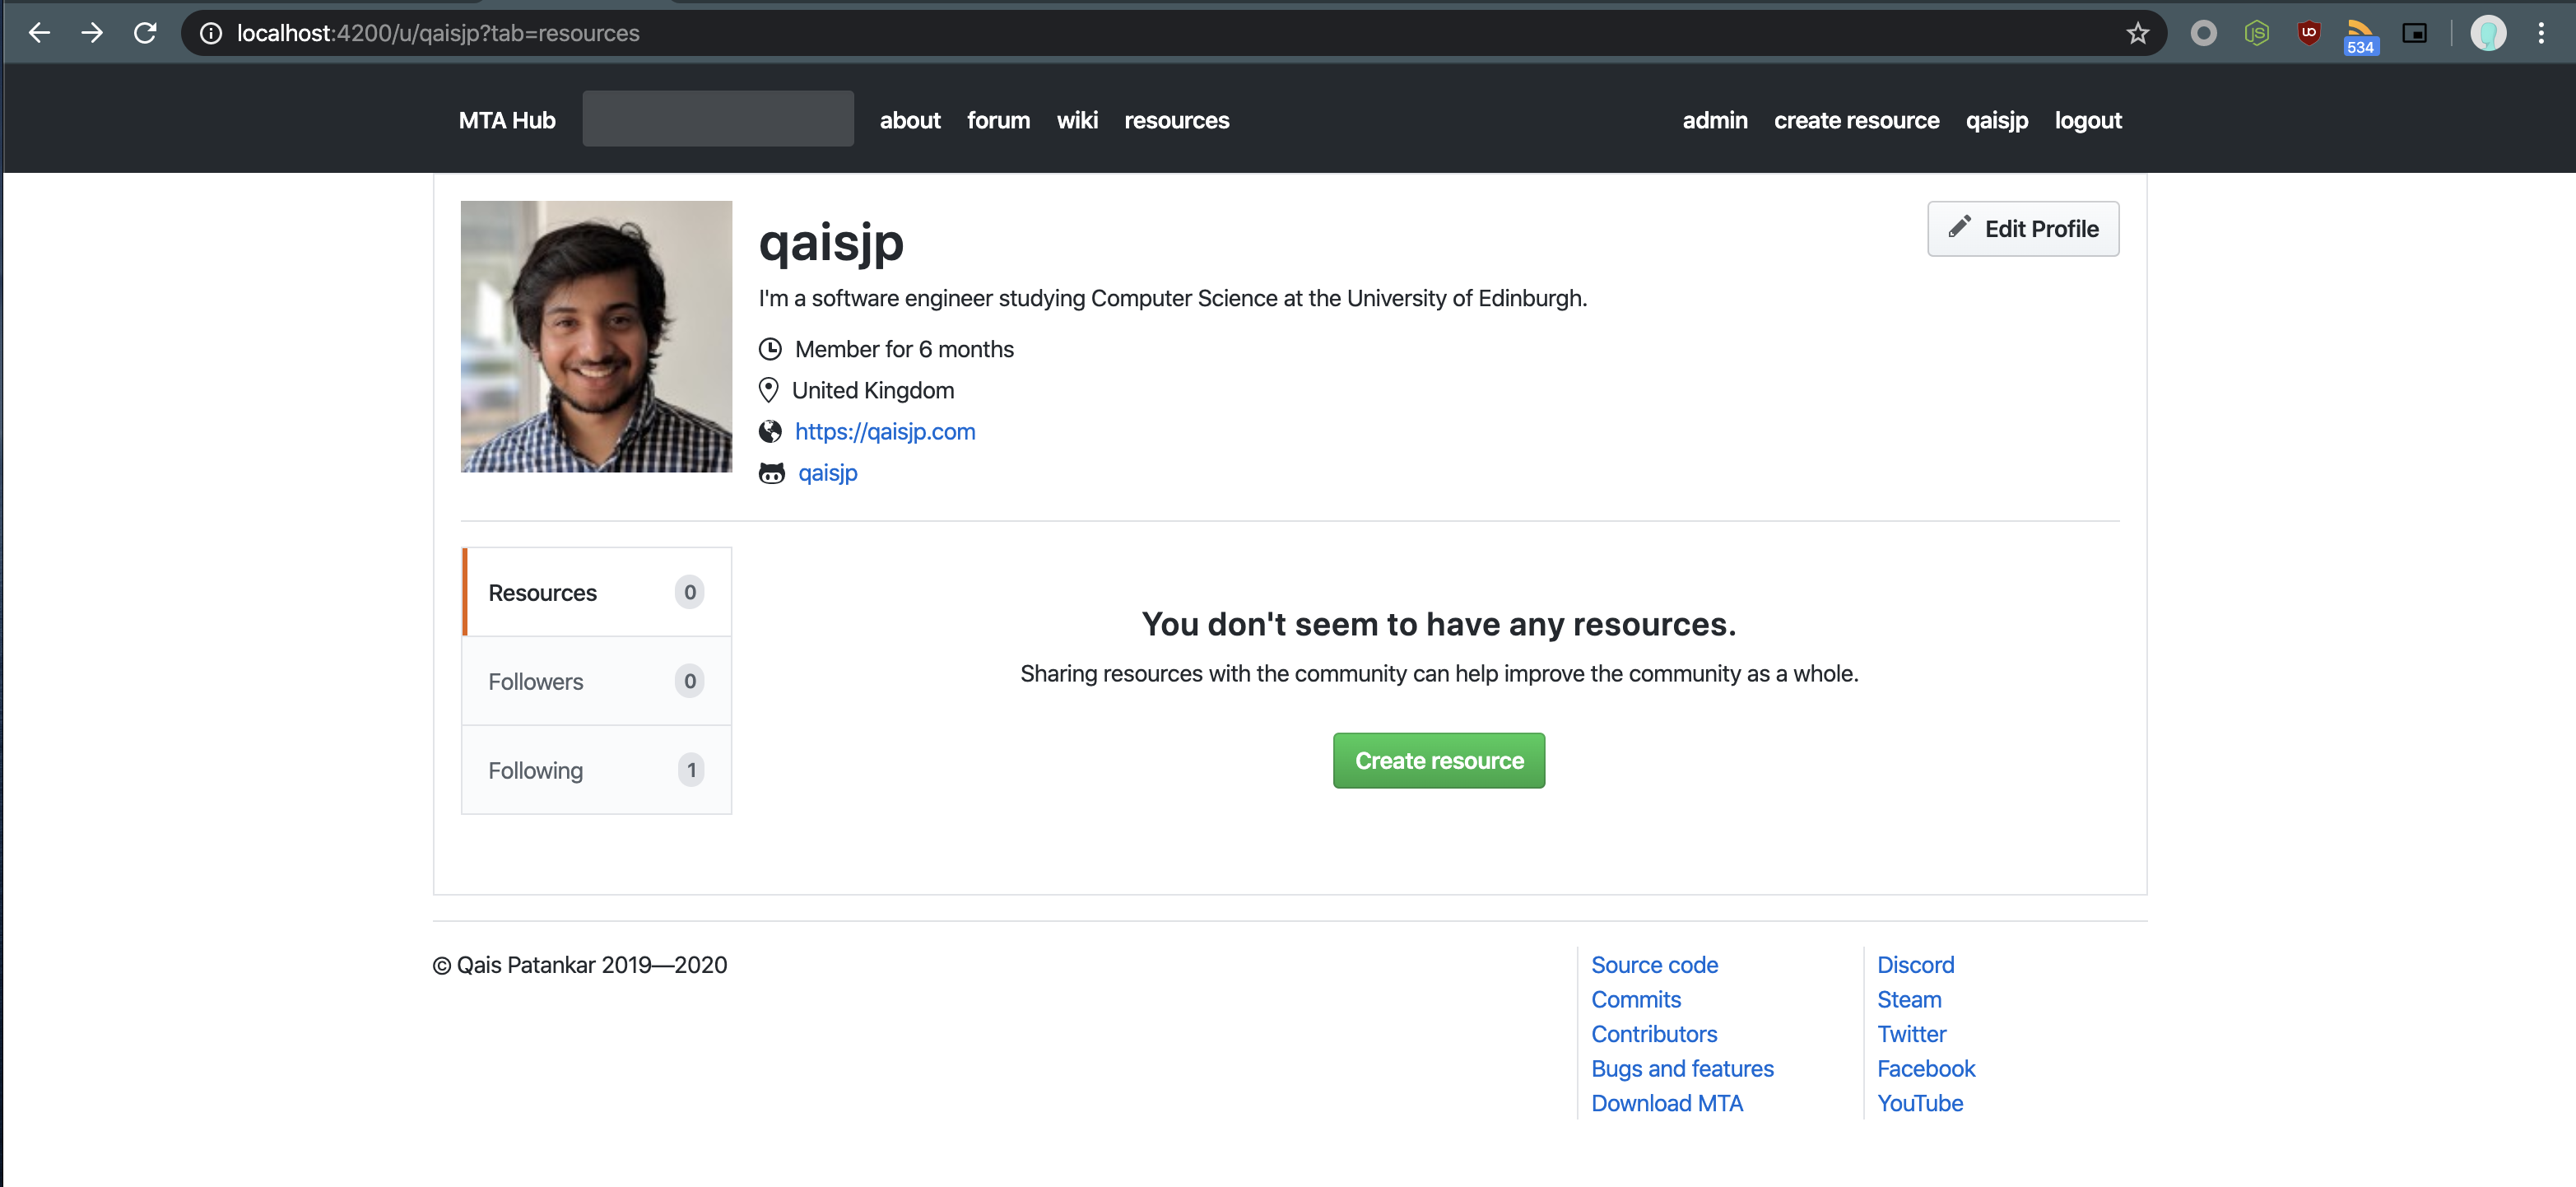 localhost:4200/u/qaisjp?tab=resources
JS
UO
534
MTA Hub about forum wiki resources admin create resource qaisjp logout
qaisjp
Edit Profile
I'm a software engineer studying Computer Science at the University of Edinburgh.
Member for 6 months
United Kingdom
https://qaisjp.com
qaisjp
Resources 0
Followers 0
Following 1
You don't seem to have any resources.
Sharing resources with the community can help improve the community as a whole.
Create resource
© Qais Patankar 2019—2020
Source code
Commits
Contributors
Bugs and features
Download MTA
Discord
Steam
Twitter
Facebook
YouTube